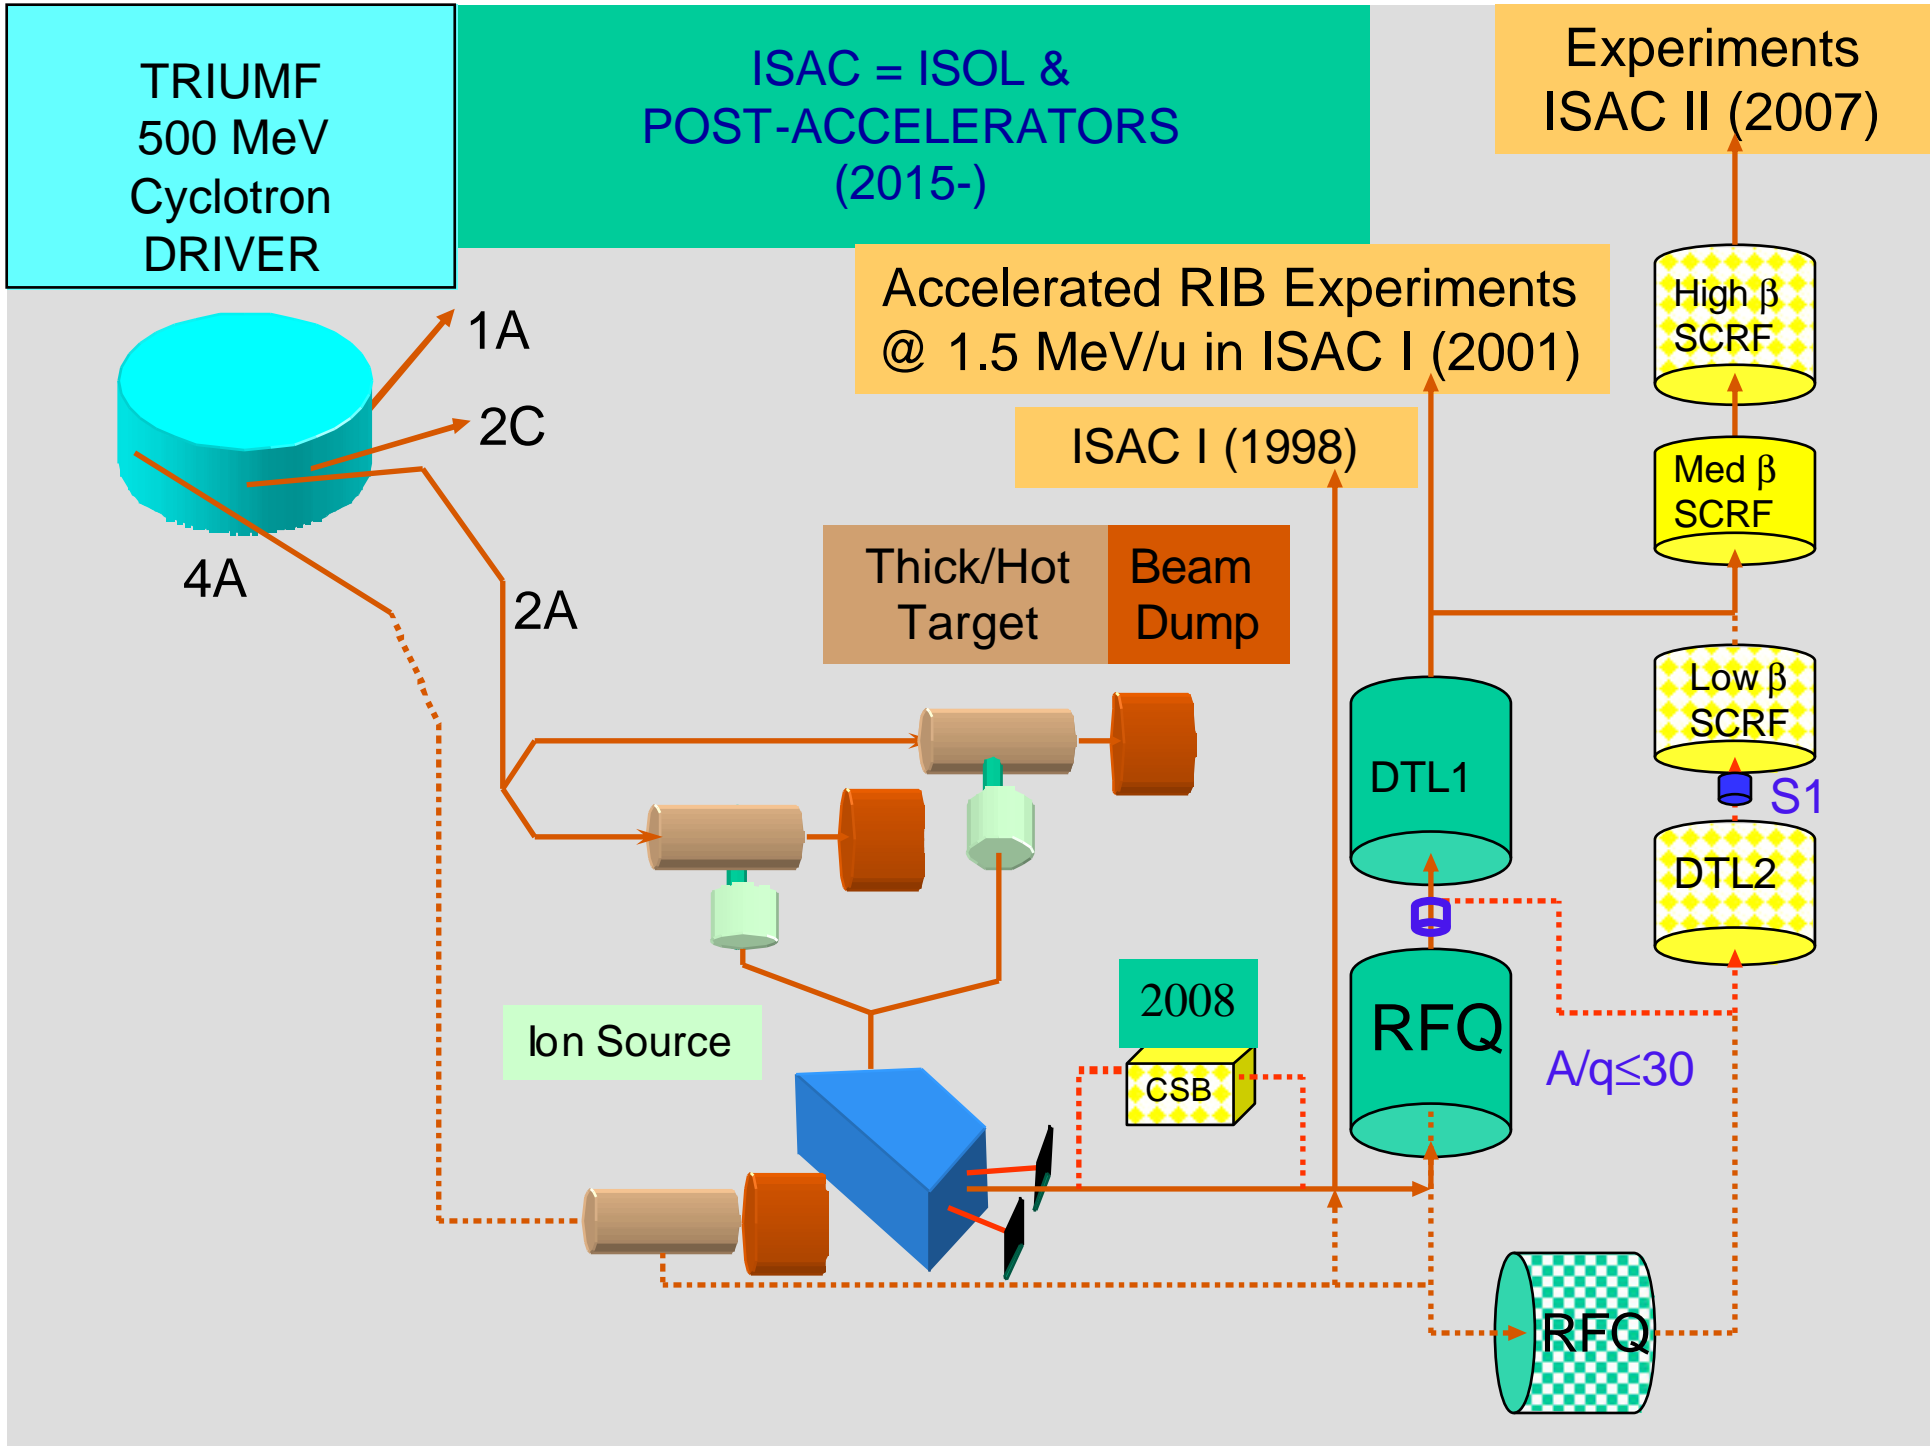 TRIUMF
500 MeV
Cyclotron
DRIVER
ISAC = ISOL &
POST-ACCELERATORS
(2015-)
Experiments
ISAC II (2007)
Accelerated RIB Experiments
@ 1.5 MeV/u in ISAC I (2001)
ISAC I (1998)
High β
SCRF
Med β
SCRF
1A
2C
4A
2A
Thick/Hot
Target
Beam
Dump
Low β
SCRF
S1
DTL1
DTL2
Ion Source
2008
CSB
RFQ
A/q≤30
RFQ